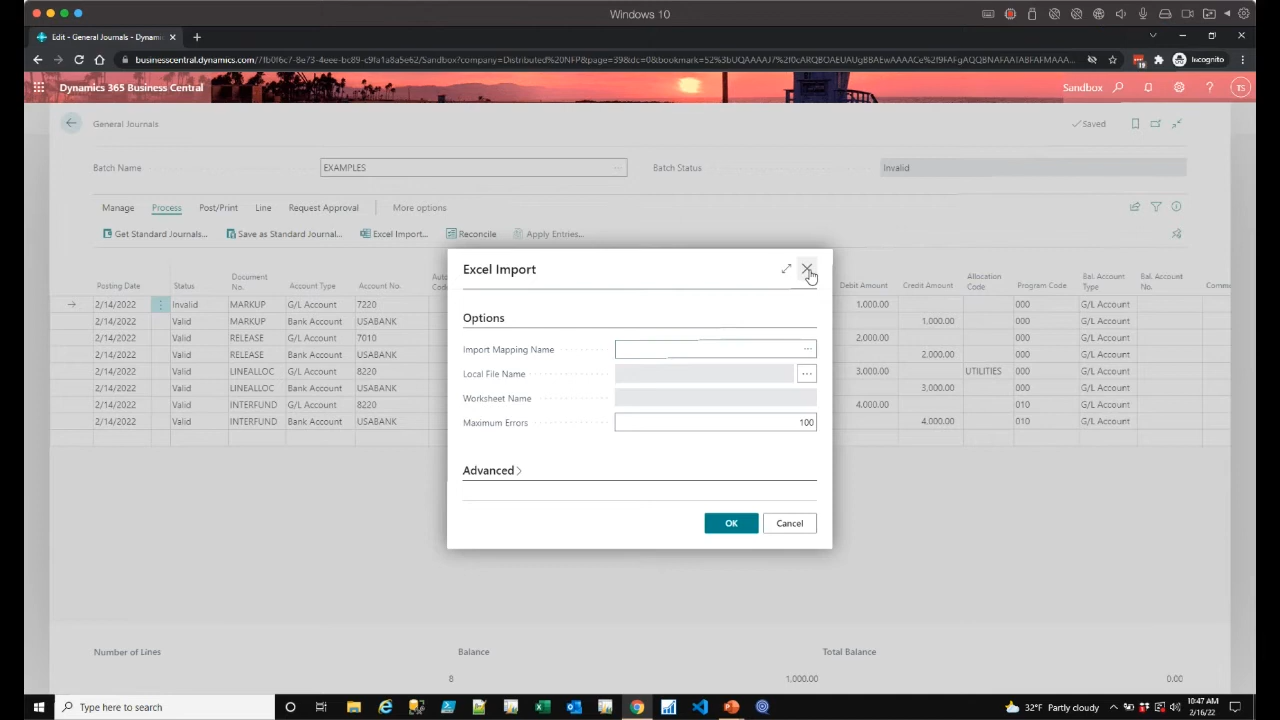 Windows 10
Edit - General Journals - Dynami
businesscentral.dynamics.com
Incognito
Dynamics 365 Business Central
Sandbox
?
TS
General Journals
Saved
Batch Name
EXAMPLES
Batch Status
Invalid
Manage
Process
Post/Print
Line
Request Approval
More options
Get Standard Journals...
Save as Standard Journal...
Excel Import...
Reconcile
Apply Entries...
Posting Date Status Document No. Account Type Account No. Debit Amount Credit Amount Allocation Code Program Code Bal. Account Type Bal. Account No. Comme
2/14/2022 Invalid MARKUP G/L Account 7220 1,000.00 000 G/L Account
2/14/2022 Valid MARKUP Bank Account USABANK 1,000.00 000 G/L Account
2/14/2022 Valid RELEASE G/L Account 7010 2,000.00 000 G/L Account
2/14/2022 Valid RELEASE Bank Account USABANK 2,000.00 000 G/L Account
2/14/2022 Valid LINEALLOC G/L Account 8220 3,000.00 UTILITIES 000 G/L Account
2/14/2022 Valid LINEALLOC Bank Account USABANK 3,000.00 000 G/L Account
2/14/2022 Valid INTERFUND G/L Account 8220 4,000.00 010 G/L Account
2/14/2022 Valid INTERFUND Bank Account USABANK 4,000.00 010 G/L Account
Excel Import
Options
Import Mapping Name
Local File Name
Worksheet Name
Maximum Errors 100
Advanced
OK
Cancel
Number of Lines Balance Total Balance
8 1,000.00 0.00
Type here to search
32°F Partly cloudy
10:47 AM
2/16/22